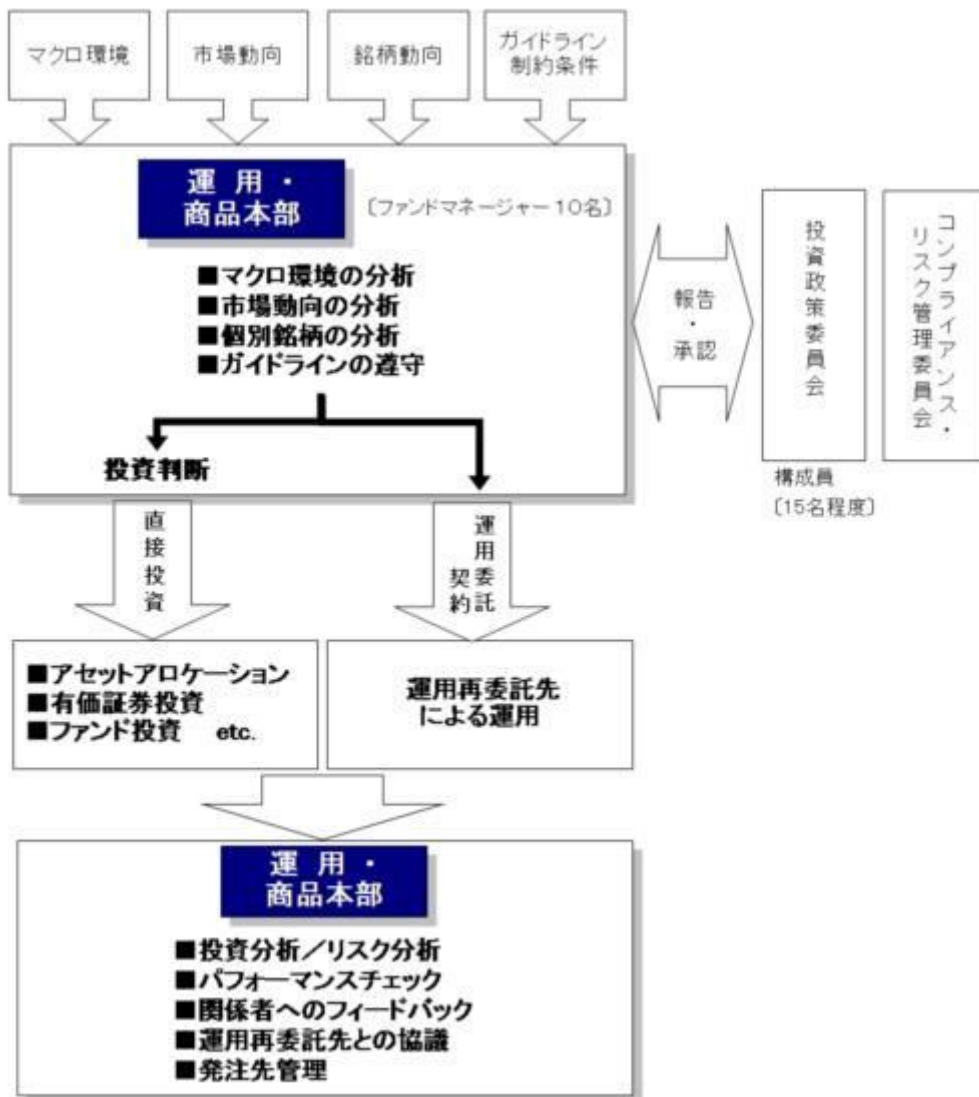 マクロ環境
市場動向
銘柄動向
ガイドライン
制約条件
運 用 ・
商品本部
〔ファンドマネージャー１０名〕
■マクロ環境の分析
■市場動向の分析
■個別銘柄の分析
■ガイドラインの遵守
投資判断
報告
・
承認
投資政策委員会
コンプライアンス・
リスク管理委員会
構成員
〔15名程度〕
直接投資
運用委託
契約
■アセットアロケーション
■有価証券投資
■ファンド投資 etc.
運用再委託先
による運用
運 用 ・
商品本部
■投資分析／リスク分析
■パフォーマンスチェック
■関係者へのフィードバック
■運用再委託先との協議
■発注先管理